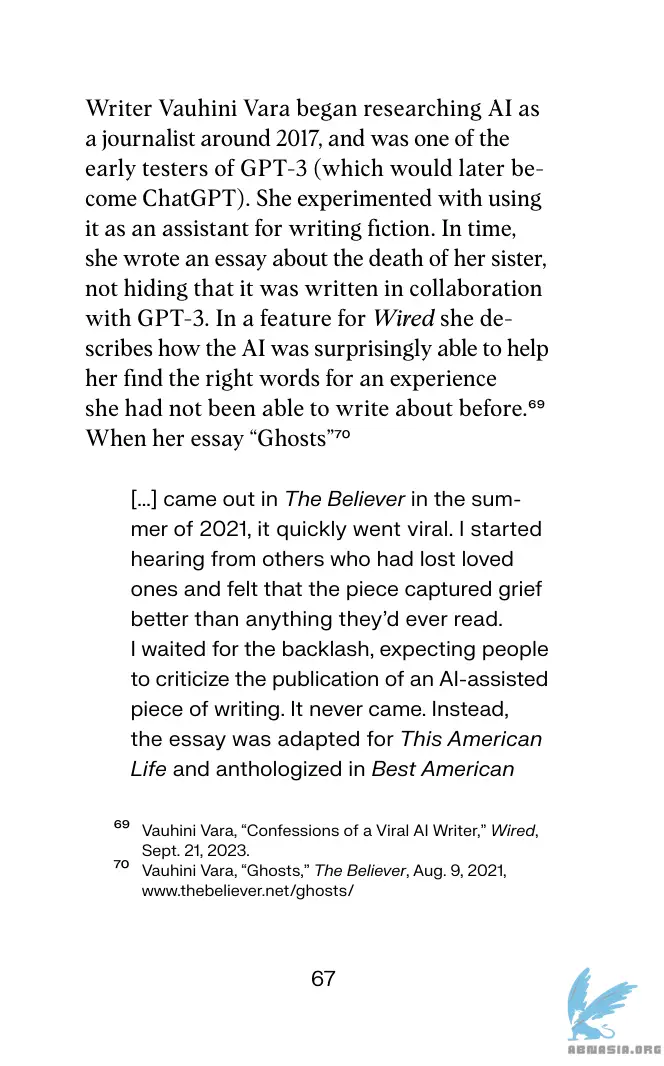 Writer Vauhini Vara began researching AI as
a journalist around 2017, and was one of the
early testers of GPT-3 (which would later be-
come ChatGPT). She experimented with using
it as an assistant for writing fiction. In time,
she wrote an essay about the death of her sister,
not hiding that it was written in collaboration
with GPT-3. In a feature for Wired she de-
scribes how the AI was surprisingly able to help
her find the right words for an experience
she had not been able to write about before.⁶⁹
When her essay “Ghosts”⁷⁰
[…] came out in The Believer in the sum-
mer of 2021, it quickly went viral. I started
hearing from others who had lost loved
ones and felt that the piece captured grief
better than anything they’d ever read.
I waited for the backlash, expecting people
to criticize the publication of an AI-assisted
piece of writing. It never came. Instead,
the essay was adapted for This American
Life and anthologized in Best American
⁶⁹ Vauhini Vara, “Confessions of a Viral AI Writer,” Wired,
Sept. 21, 2023.
⁷⁰ Vauhini Vara, “Ghosts,” The Believer, Aug. 9, 2021,
www.thebeliever.net/ghosts/
67
ABNASIA.ORG